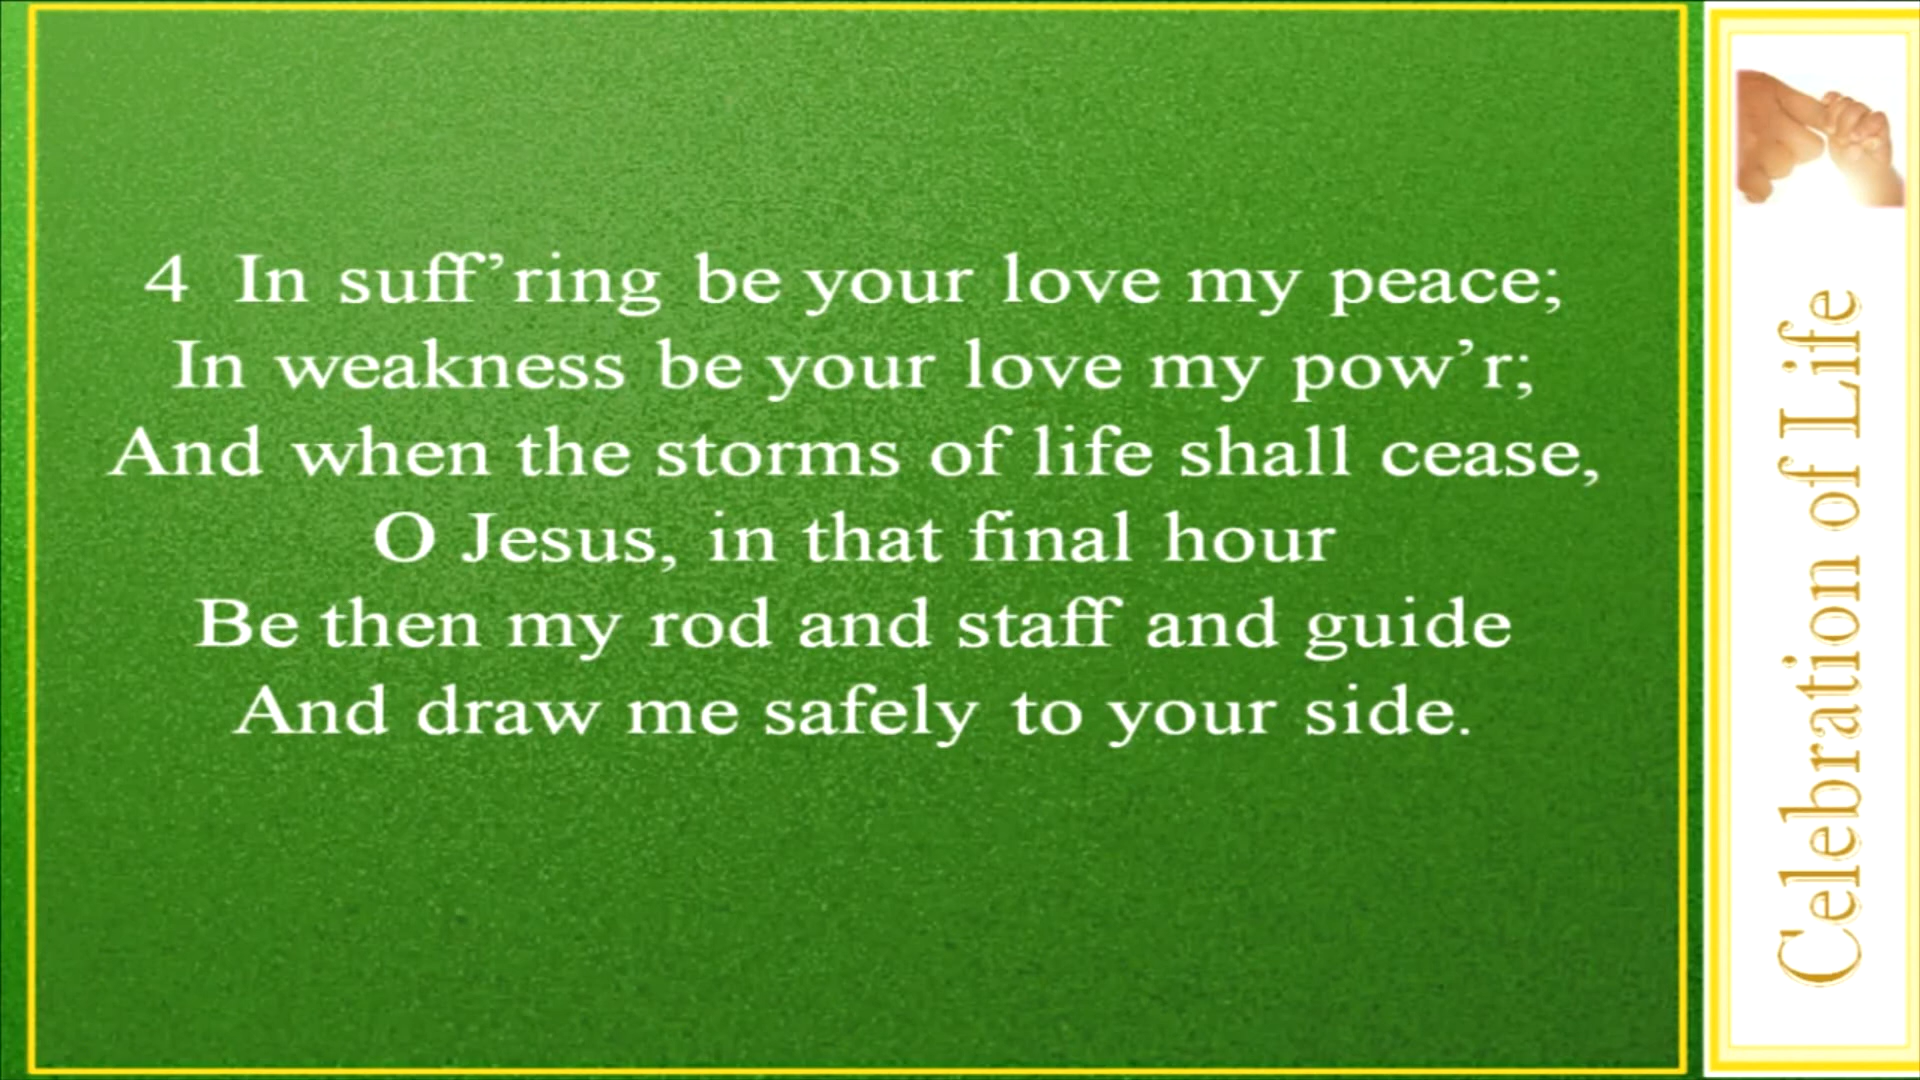 4 In suff’ring be your love my peace;
In weakness be your love my pow’r;
And when the storms of life shall cease,
O Jesus, in that final hour
Be then my rod and staff and guide
And draw me safely to your side.
Celebration of Life